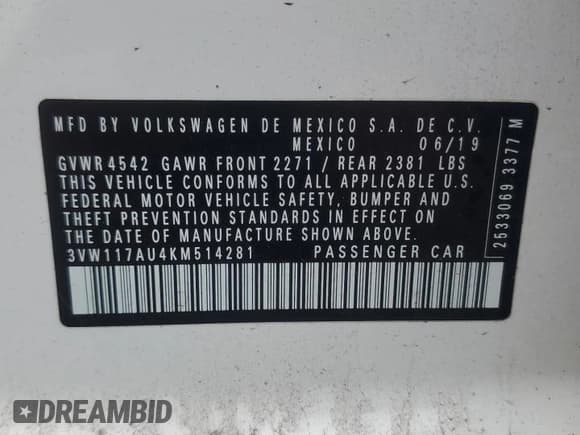 MFD BY VOLKSWAGEN DE MEXICO S.A. DE C.V.
MEXICO 06/19
GVWR 4542 GAWR FRONT 2271 / REAR 2381 LBS
THIS VEHICLE CONFORMS TO ALL APPLICABLE U.S.
FEDERAL MOTOR VEHICLE SAFETY, BUMPER AND
THEFT PREVENTION STANDARDS IN EFFECT ON
THE DATE OF MANUFACTURE SHOWN ABOVE.
3VW117AU4KM514281 PASSENGER CAR
2533069 3377 M
DREAMBID